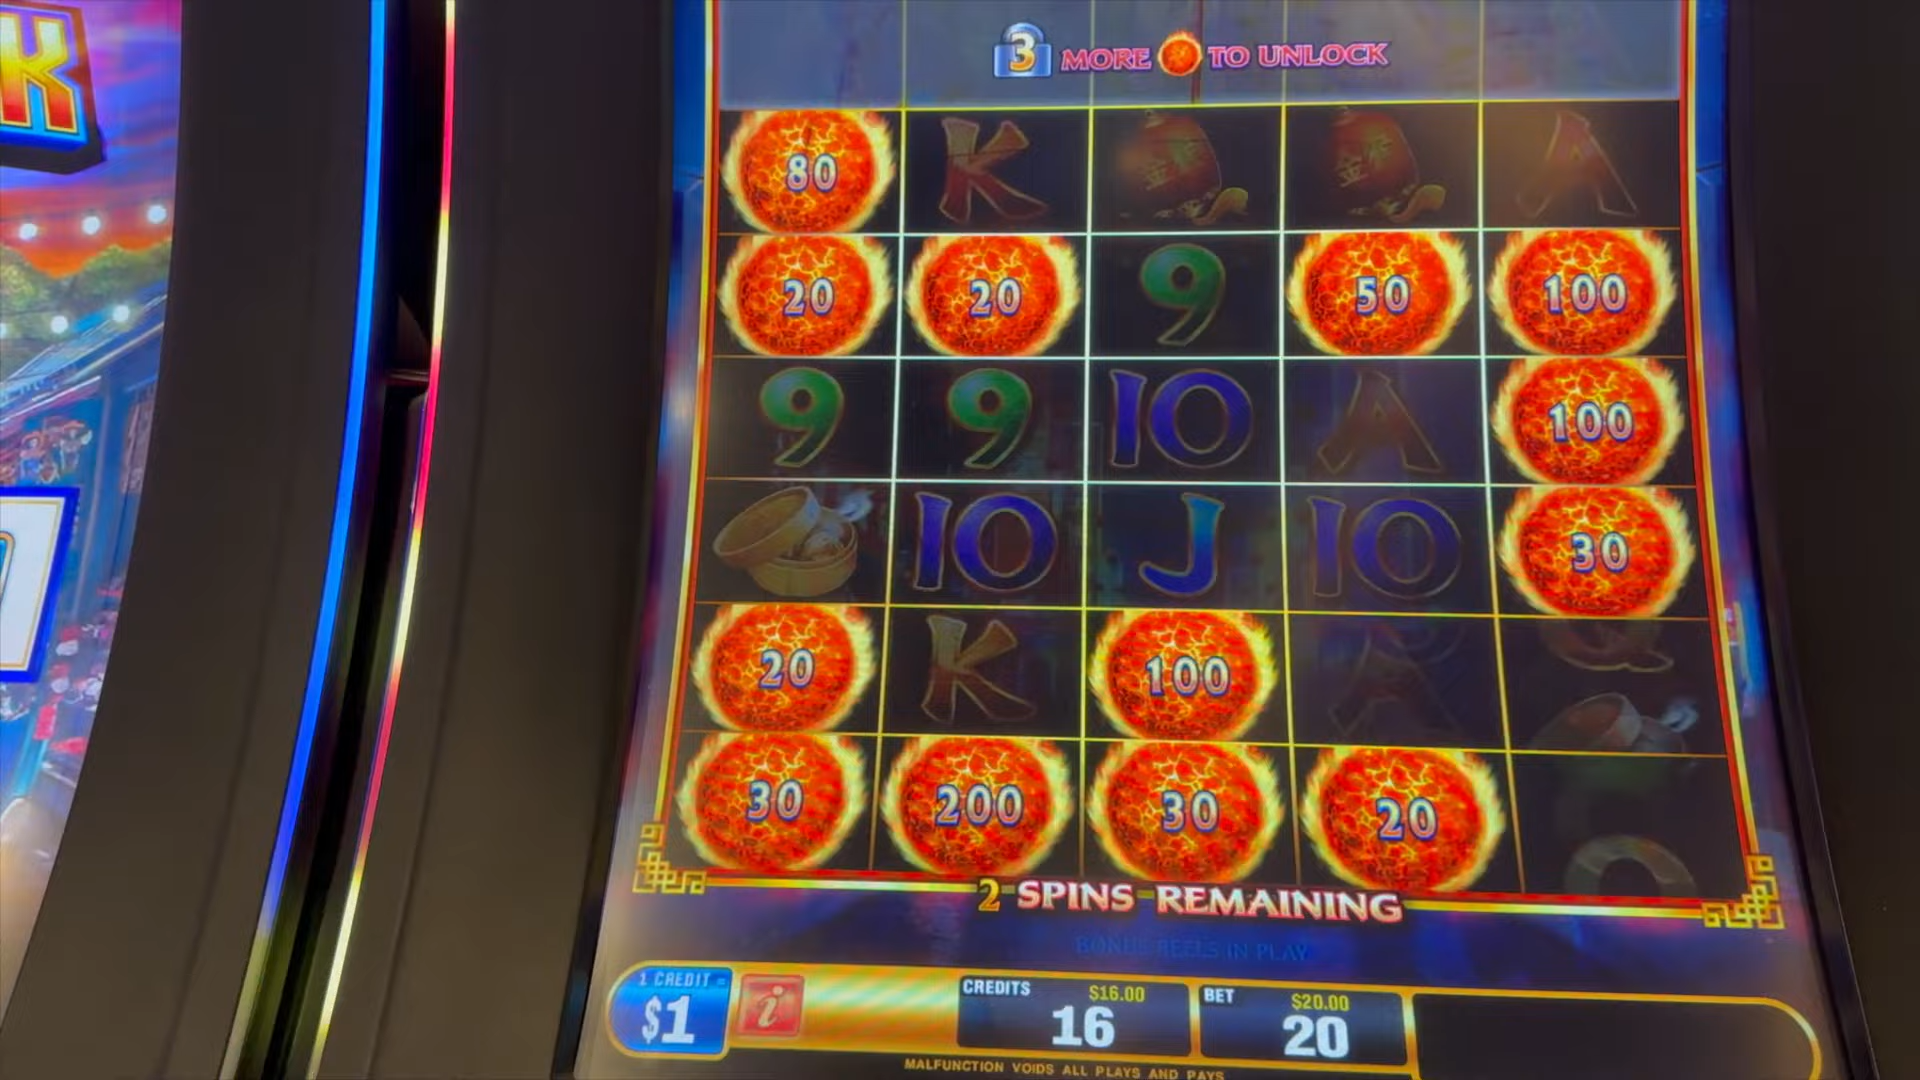 K
3 MORE TO UNLOCK
80 K 金 金 A
20 20 9 50 100
9 9 10 A 100
10 J 10 30
20 K 100 A Q
30 200 30 20
2 SPINS REMAINING
BONUS REELS IN PLAY
1 CREDIT =
$1
i
CREDITS $16.00
16
BET $20.00
20
MALFUNCTION VOIDS ALL PLAYS AND PAYS